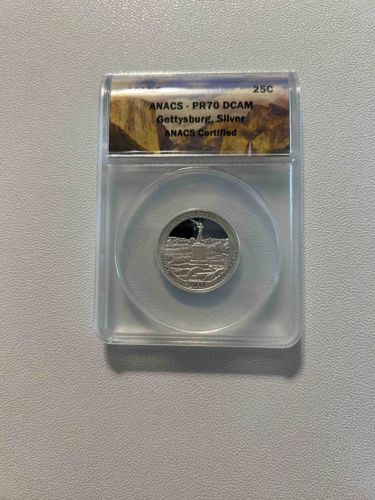 25C
ANACS - PR70 DCAM
Gettysburg, Silver
ANACS Certified